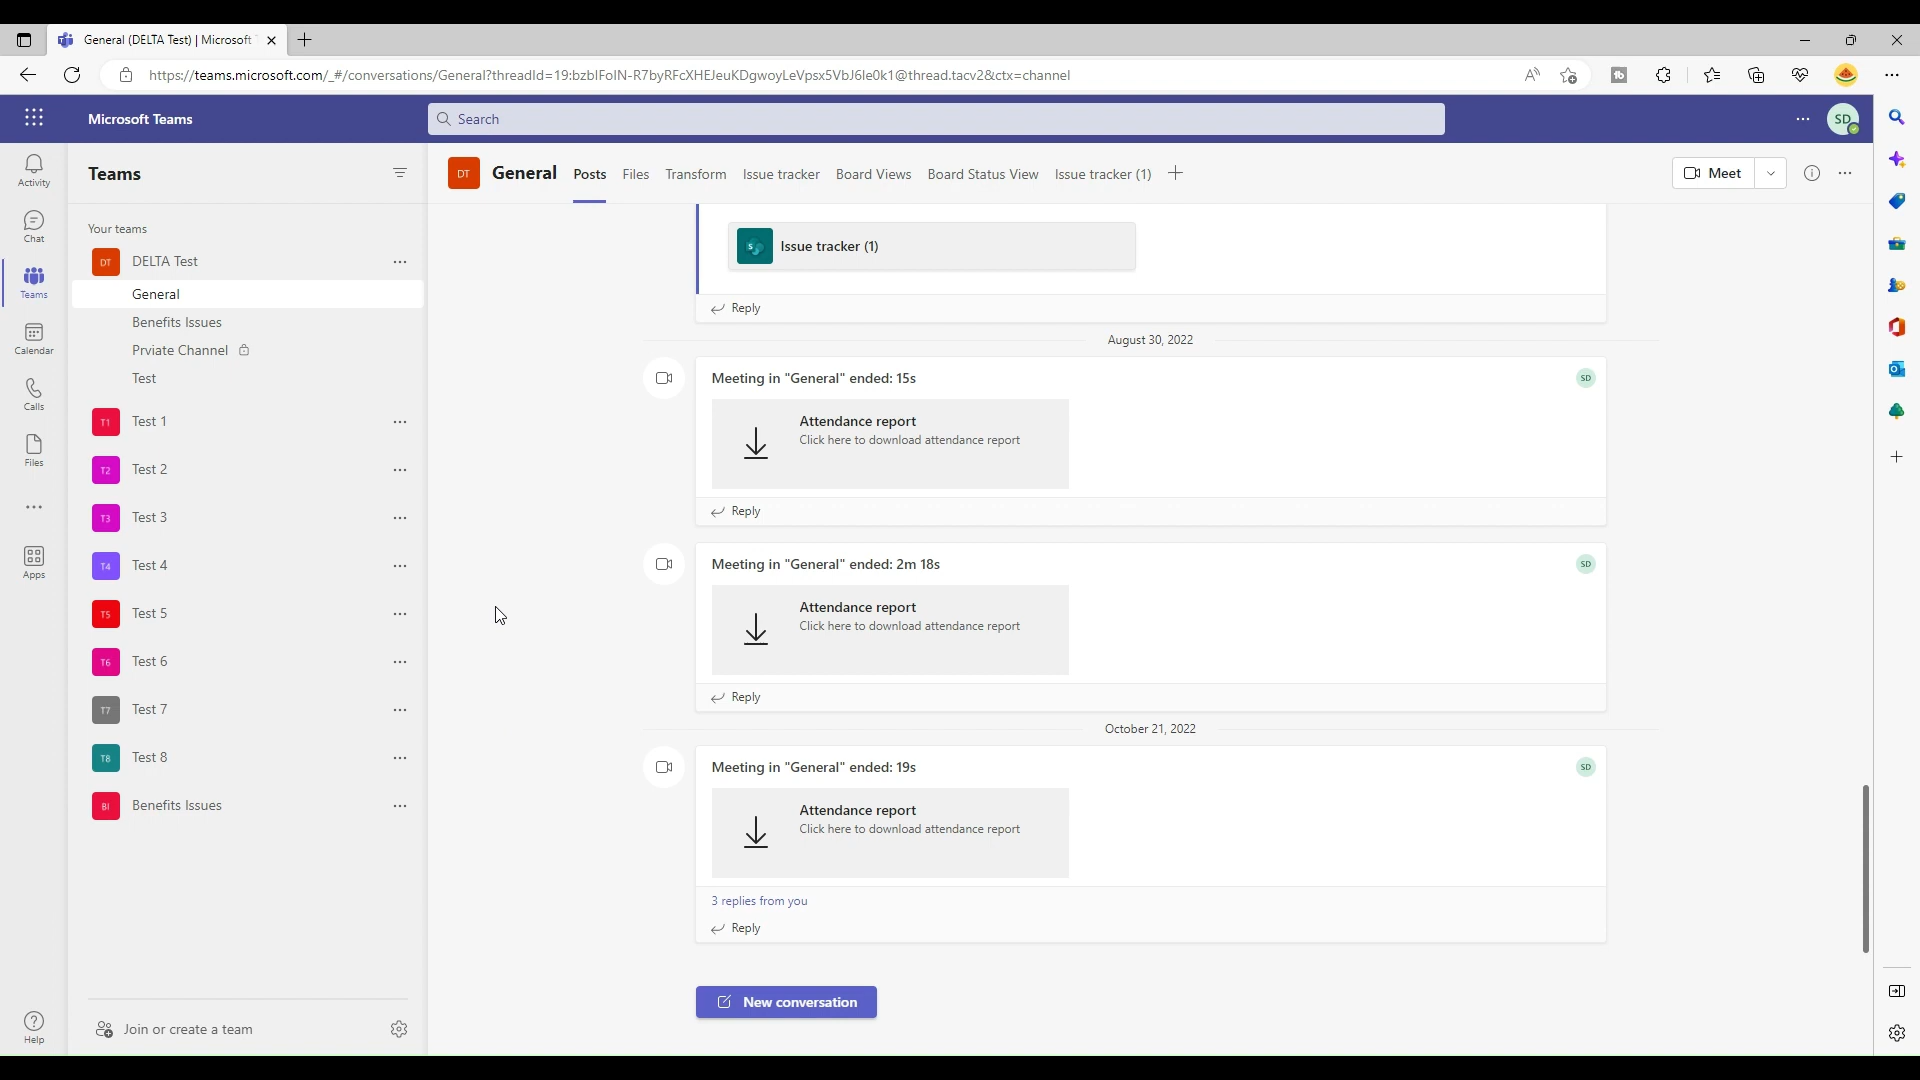 General (DELTA Test) | Microsoft
https://teams.microsoft.com/_#/conversations/General?threadId=19:bzbIFoIN-R7byRFcXHEJeuKDgwoyLeVpsx5VbJ6le0k1@thread.tacv2&ctx=channel
Microsoft Teams
Search
SD
Activity
Chat
Teams
Calendar
Calls
Files
Apps
Help
Teams
Your teams
DT DELTA Test
General
Benefits Issues
Prviate Channel
Test
T1 Test 1
T2 Test 2
T3 Test 3
T4 Test 4
T5 Test 5
T6 Test 6
T7 Test 7
T8 Test 8
BI Benefits Issues
Join or create a team
DT General Posts Files Transform Issue tracker Board Views Board Status View Issue tracker (1)
Meet
S Issue tracker (1)
Reply
August 30, 2022
Meeting in "General" ended: 15s
SD
Attendance report
Click here to download attendance report
Reply
Meeting in "General" ended: 2m 18s
SD
Attendance report
Click here to download attendance report
Reply
October 21, 2022
Meeting in "General" ended: 19s
SD
Attendance report
Click here to download attendance report
3 replies from you
Reply
New conversation